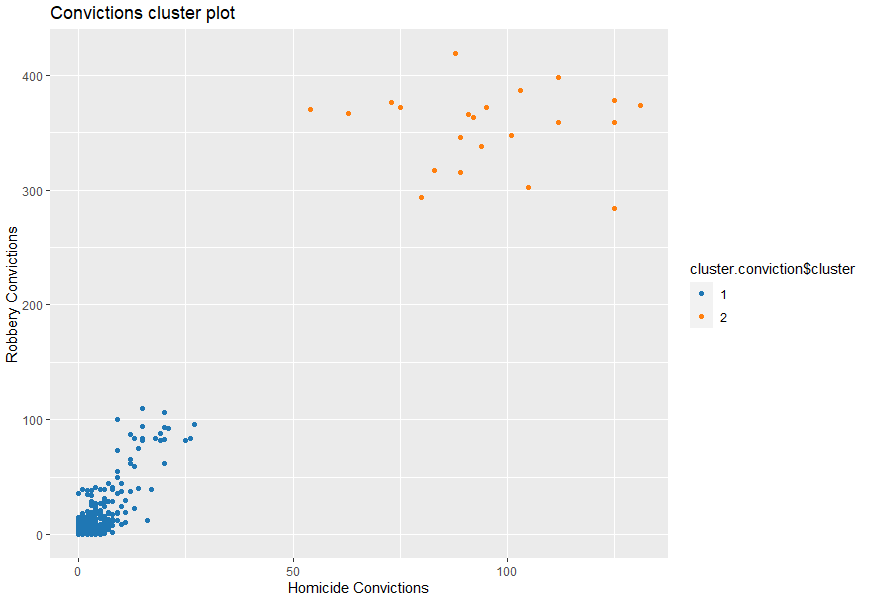 Convictions cluster plot
400
300
200
100
0
Robbery Convictions
0 50 100
Homicide Convictions
cluster.conviction$cluster
1
2